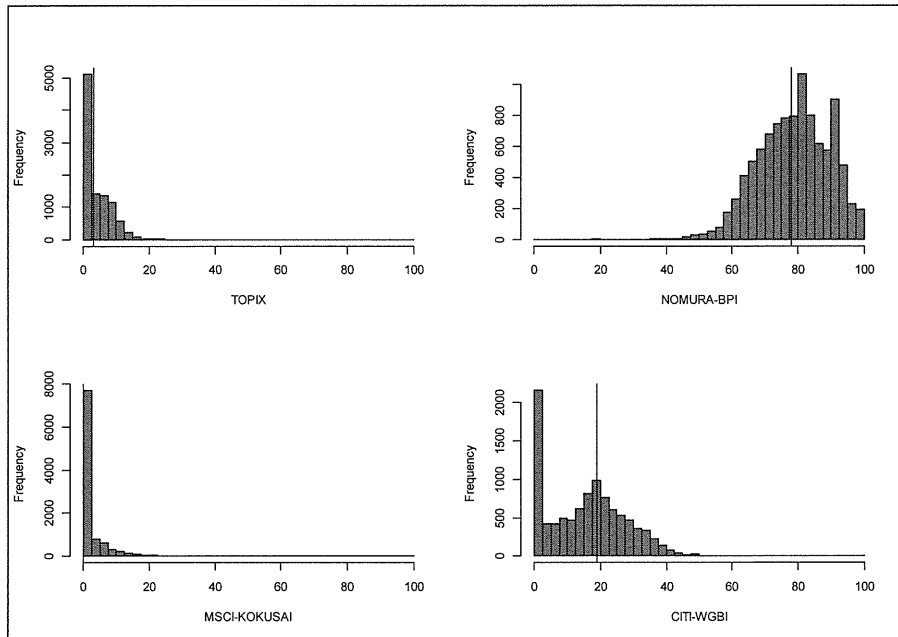 Frequency
5000
3000
1000
0
0 20 40 60 80 100
TOPIX
Frequency
800
600
400
200
0
0 20 40 60 80 100
NOMURA-BPI
Frequency
8000
6000
4000
2000
0
0 20 40 60 80 100
MSCI-KOKUSAI
Frequency
2000
1500
1000
500
0
0 20 40 60 80 100
CITI-WGBI